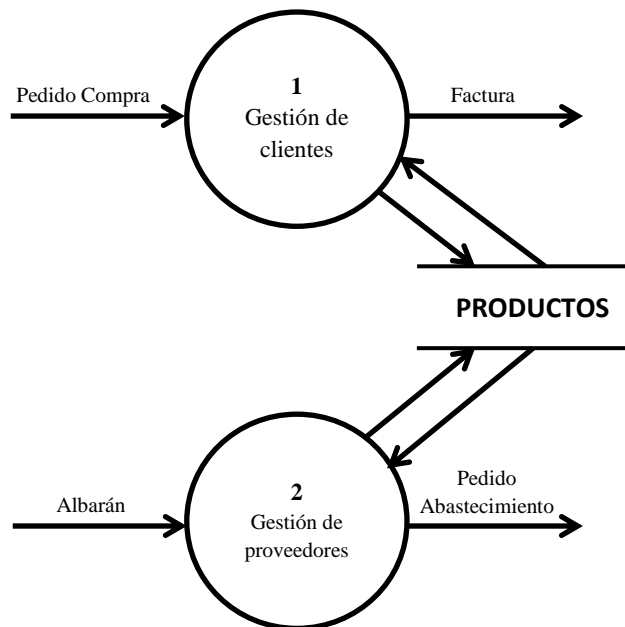 Pedido Compra
1
Gestión de
clientes
Factura
PRODUCTOS
Albarán
2
Gestión de
proveedores
Pedido
Abastecimiento